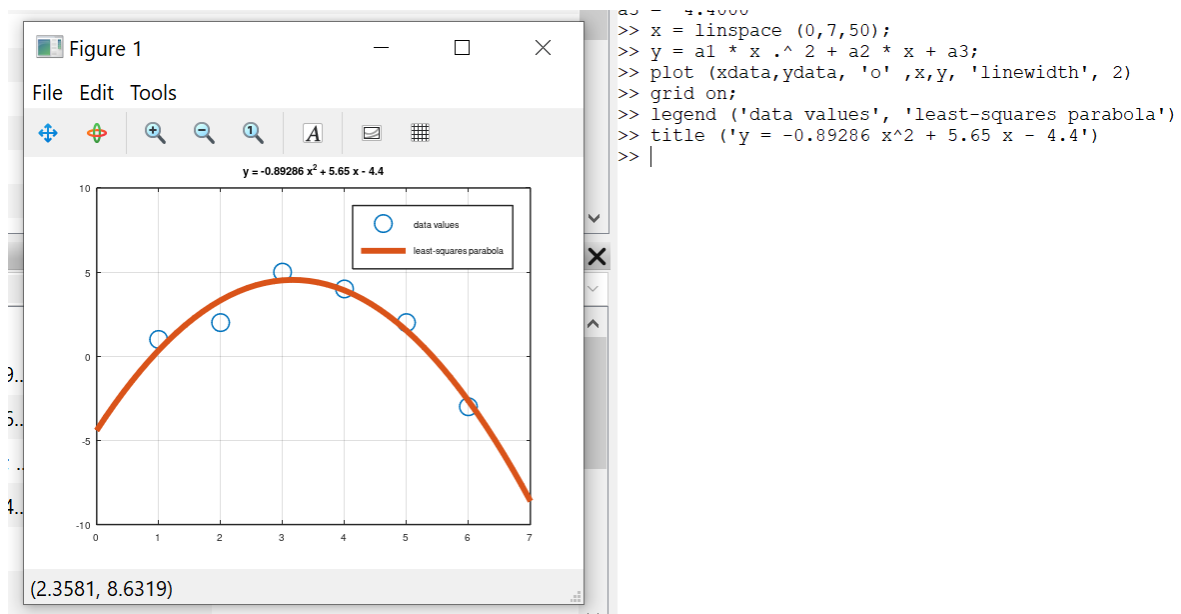 Figure 1
File Edit Tools
y = -0.89286 x² + 5.65 x - 4.4
data values
least-squares parabola
10
5
0
-5
-10
0 1 2 3 4 5 6 7
(2.3581, 8.6319)
>> x = linspace (0,7,50);
>> y = a1 * x .^ 2 + a2 * x + a3;
>> plot (xdata,ydata, 'o' ,x,y, 'linewidth', 2)
>> grid on;
>> legend ('data values', 'least-squares parabola')
>> title ('y = -0.89286 x^2 + 5.65 x - 4.4')
>>